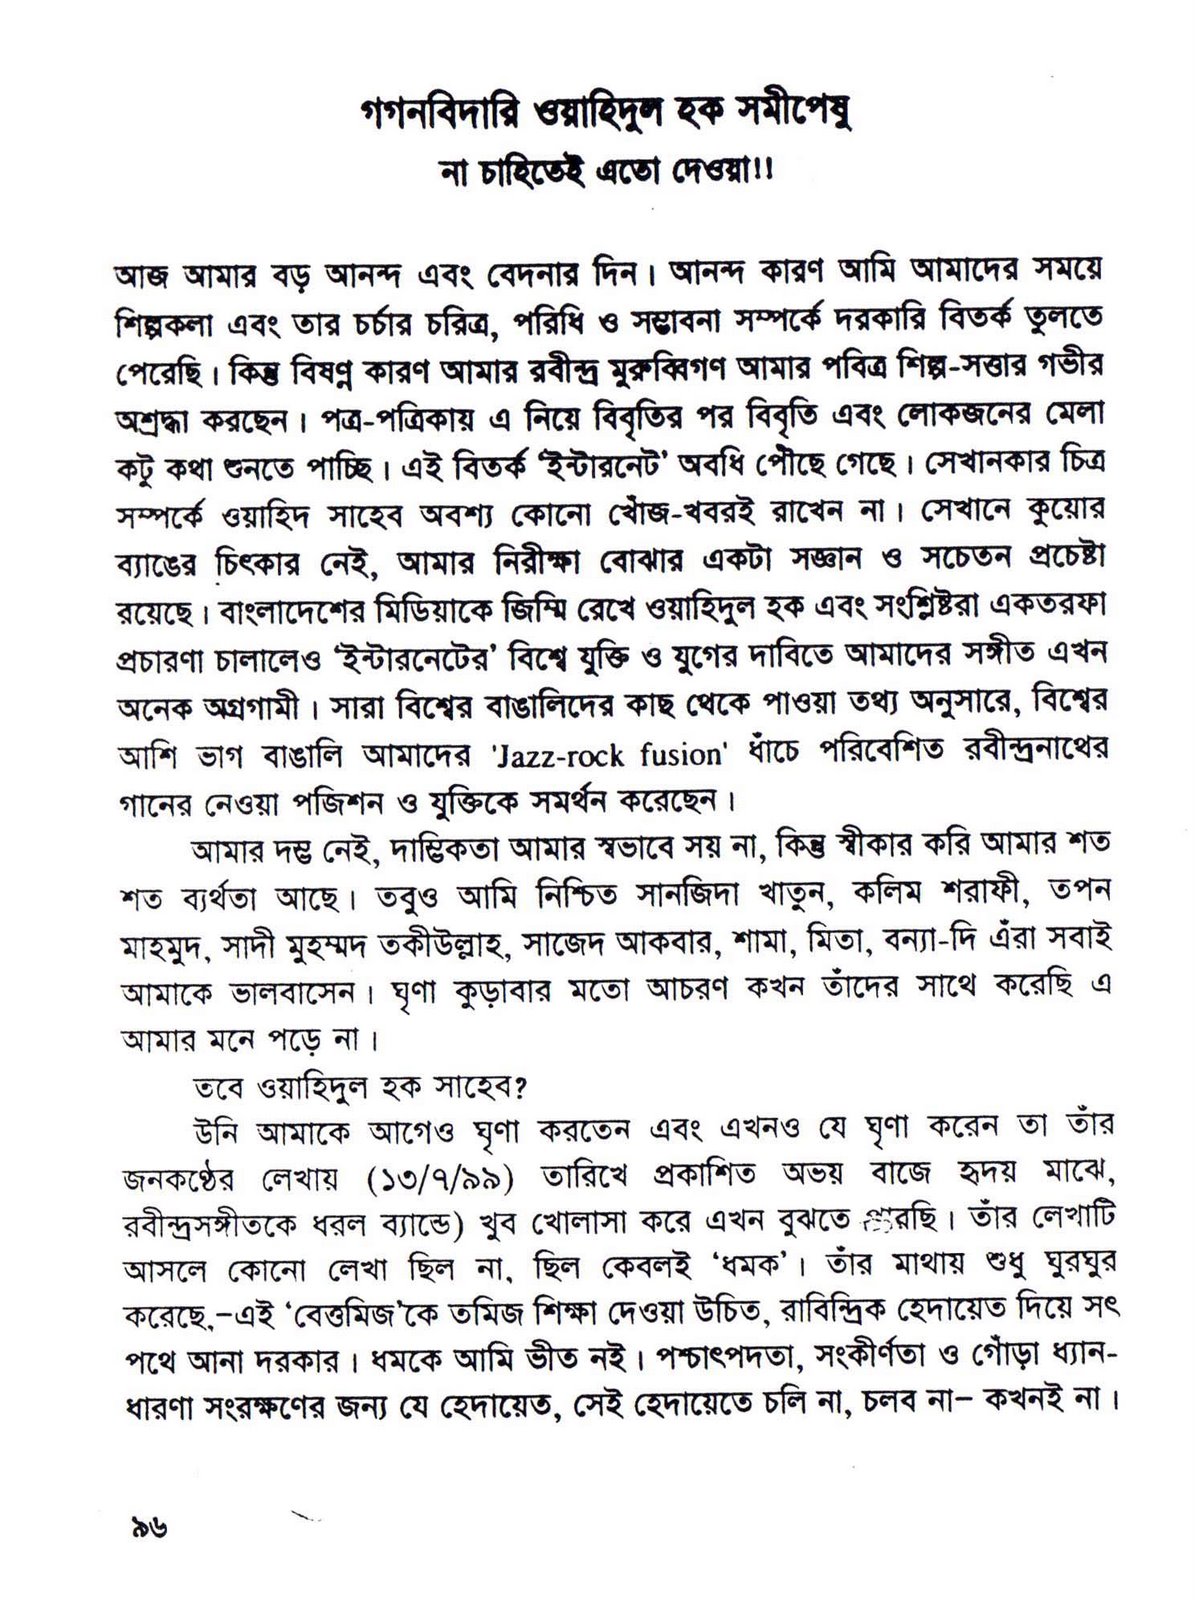 গগনবিদারি ওয়াহিদুল হক সমীপেষু
না চাহিতেই এতো দেওয়া!!
আজ আমার বড় আনন্দ এবং বেদনার দিন। আনন্দ কারণ আমি আমাদের সময়ে
শিল্পকলা এবং তার চর্চার চরিত্র, পরিধি ও সম্ভাবনা সম্পর্কে দরকারি বিতর্ক তুলতে
পেরেছি। কিন্তু বিষণ্ণ কারণ আমার রবীন্দ্র মুরুব্বিগণ আমার পবিত্র শিল্প-সত্তার গভীর
অশ্রদ্ধা করছেন। পত্র-পত্রিকায় এ নিয়ে বিবৃতির পর বিবৃতি এবং লোকজনের মেলা
কটু কথা শুনতে পাচ্ছি। এই বিতর্ক ‘ইন্টারনেট’ অবধি পৌঁছে গেছে। সেখানকার চিত্র
সম্পর্কে ওয়াহিদ সাহেব অবশ্য কোনো খোঁজ-খবরই রাখেন না। সেখানে কুয়োর
ব্যাঙের চিৎকার নেই, আমার নিরীক্ষা বোঝার একটা সজ্ঞান ও সচেতন প্রচেষ্টা
রয়েছে। বাংলাদেশের মিডিয়াকে জিম্মি রেখে ওয়াহিদুল হক এবং সংশ্লিষ্টরা একতরফা
প্রচারণা চালালেও ‘ইন্টারনেটের’ বিশ্বে যুক্তি ও যুগের দাবিতে আমাদের সঙ্গীত এখন
অনেক অগ্রগামী। সারা বিশ্বের বাঙালিদের কাছ থেকে পাওয়া তথ্য অনুসারে, বিশ্বের
আশি ভাগ বাঙালি আমাদের 'Jazz-rock fusion' ধাঁচে পরিবেশিত রবীন্দ্রনাথের
গানের নেওয়া পজিশন ও যুক্তিকে সমর্থন করেছেন।
আমার দম্ভ নেই, দাম্ভিকতা আমার স্বভাবে সয় না, কিন্তু স্বীকার করি আমার শত
শত ব্যর্থতা আছে। তবুও আমি নিশ্চিত সানজিদা খাতুন, কলিম শরাফী, তপন
মাহমুদ, সাদী মুহম্মদ তকীউল্লাহ, সাজেদ আকবার, শামা, মিতা, বন্যা-দি এঁরা সবাই
আমাকে ভালবাসেন। ঘৃণা কুড়াবার মতো আচরণ কখন তাঁদের সাথে করেছি এ
আমার মনে পড়ে না।
তবে ওয়াহিদুল হক সাহেব?
উনি আমাকে আগেও ঘৃণা করতেন এবং এখনও যে ঘৃণা করেন তা তাঁর
জনকণ্ঠের লেখায় (১৩/৭/৯৯) তারিখে প্রকাশিত অভয় বাজে হৃদয় মাঝে,
রবীন্দ্রসঙ্গীতকে ধরল ব্যান্ডে) খুব খোলাসা করে এখন বুঝতে পারছি। তাঁর লেখাটি
আসলে কোনো লেখা ছিল না, ছিল কেবলই ‘ধমক’। তাঁর মাথায় শুধু ঘুরঘুর
করেছে,–এই ‘বেত্তমিজ’কে তমিজ শিক্ষা দেওয়া উচিত, রাবিন্দ্রিক হেদায়েত দিয়ে সৎ
পথে আনা দরকার। ধমকে আমি ভীত নই। পশ্চাৎপদতা, সংকীর্ণতা ও গোঁড়া ধ্যান-
ধারণা সংরক্ষণের জন্য যে হেদায়েত, সেই হেদায়েতে চলি না, চলব না– কখনই না।
৯৬